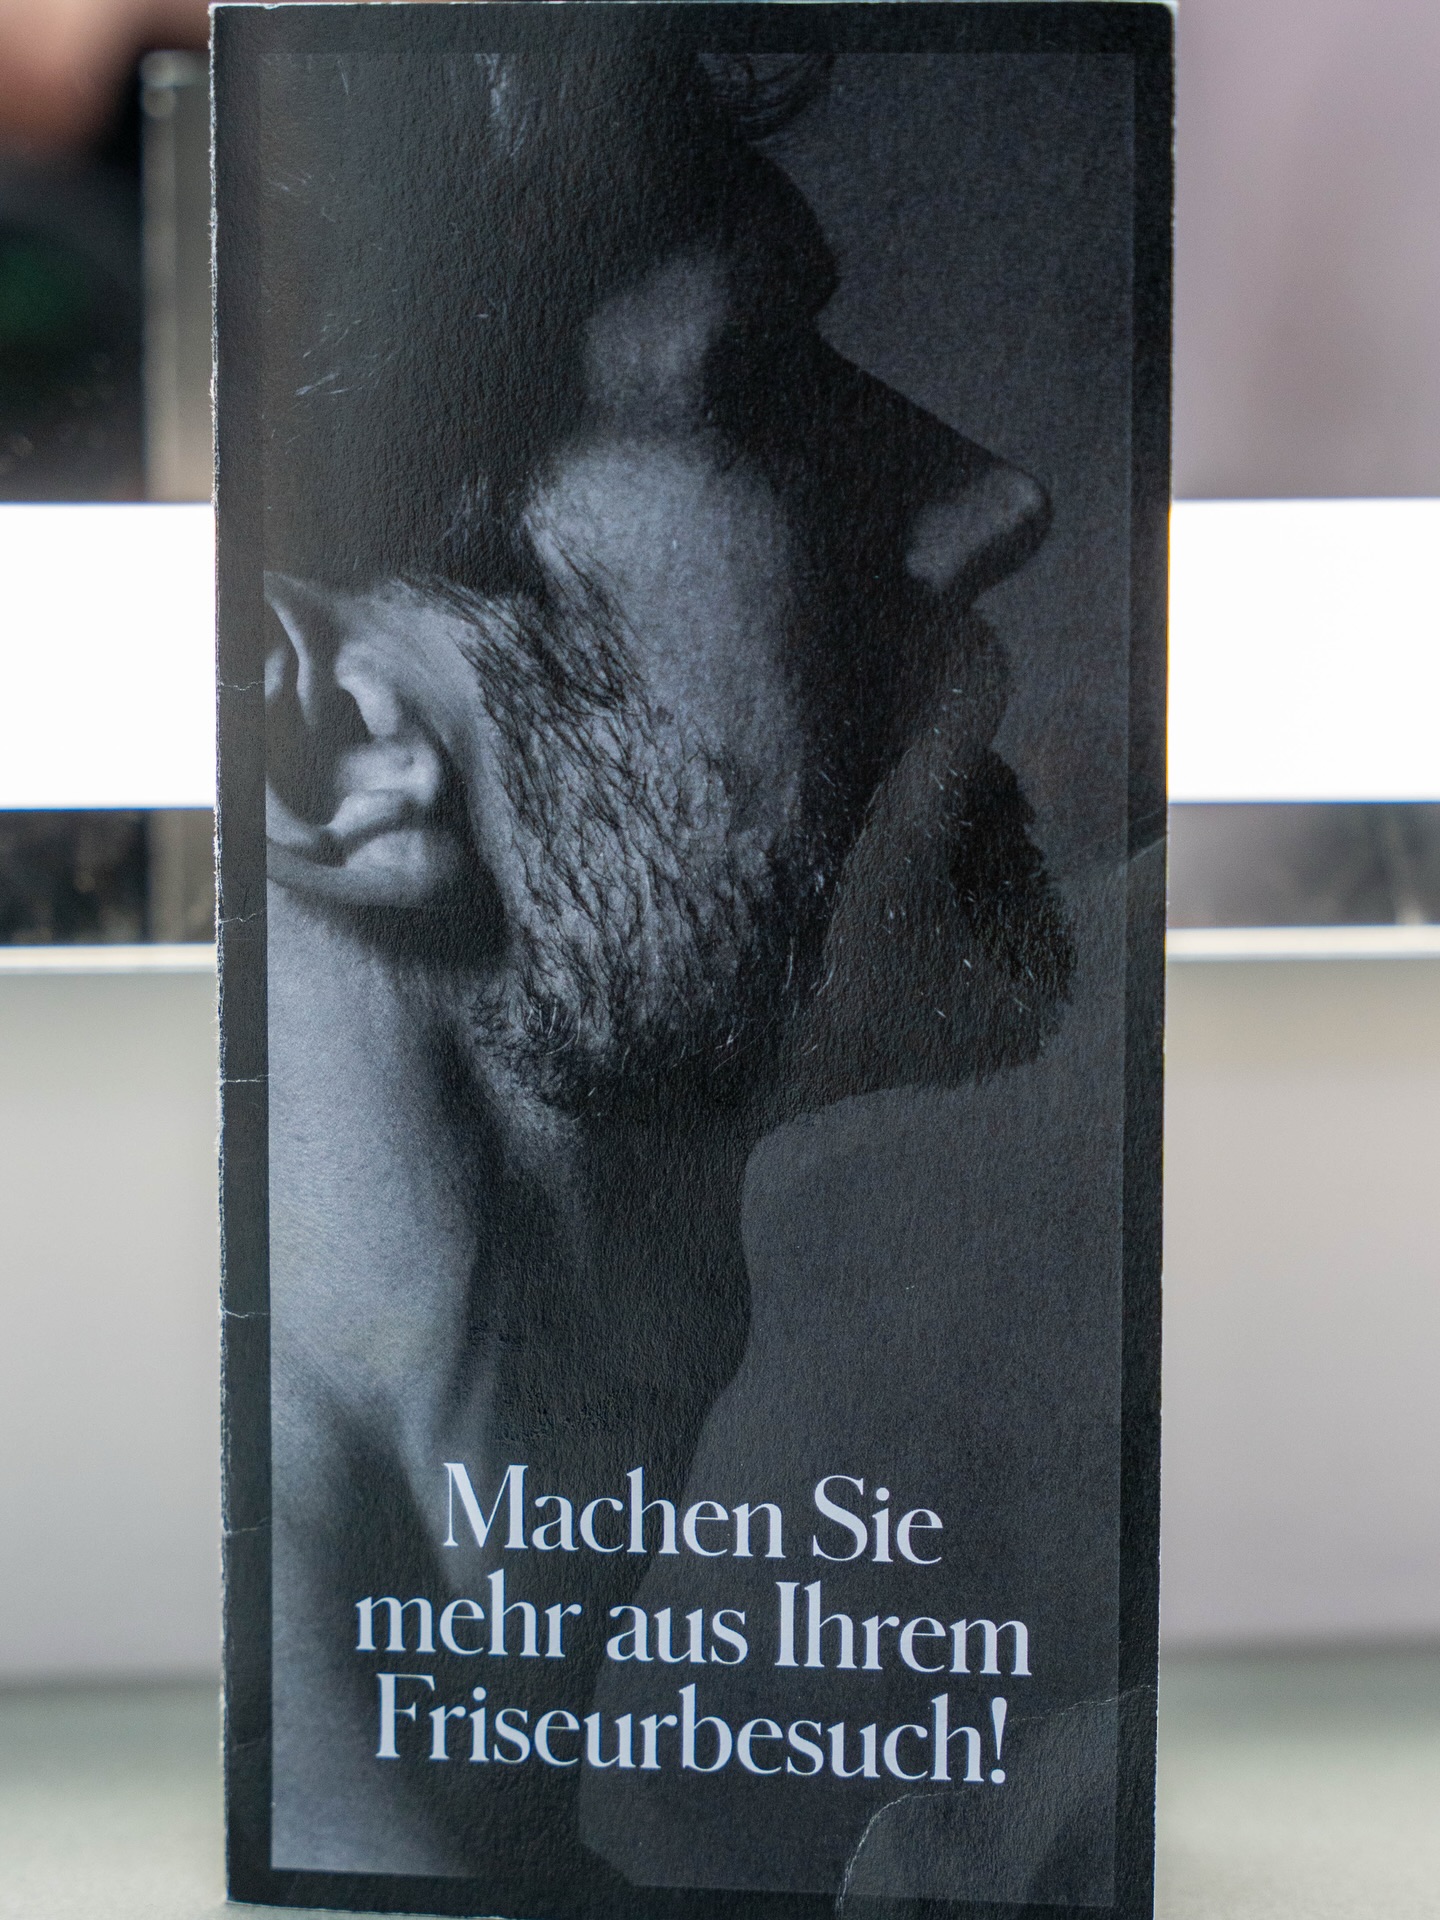 Machen Sie
mehr aus Ihrem
Friseurbesuch!